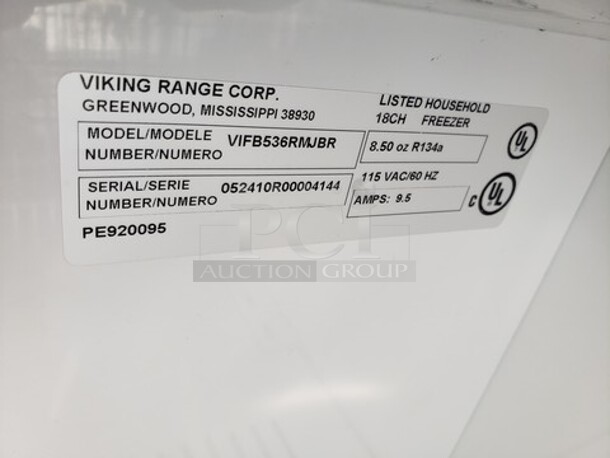 VIKING RANGE CORP.
GREENWOOD, MISSISSIPPI 38930
LISTED HOUSEHOLD
18CH FREEZER
MODEL/MODELE
NUMBER/NUMERO
VIFB536RMJBR
8.50 oz R134a
UL
SERIAL/SERIE
NUMBER/NUMERO
052410R00004144
115 VAC/60 HZ
AMPS: 9.5
C UL
PE920095
PCI
AUCTION GROUP